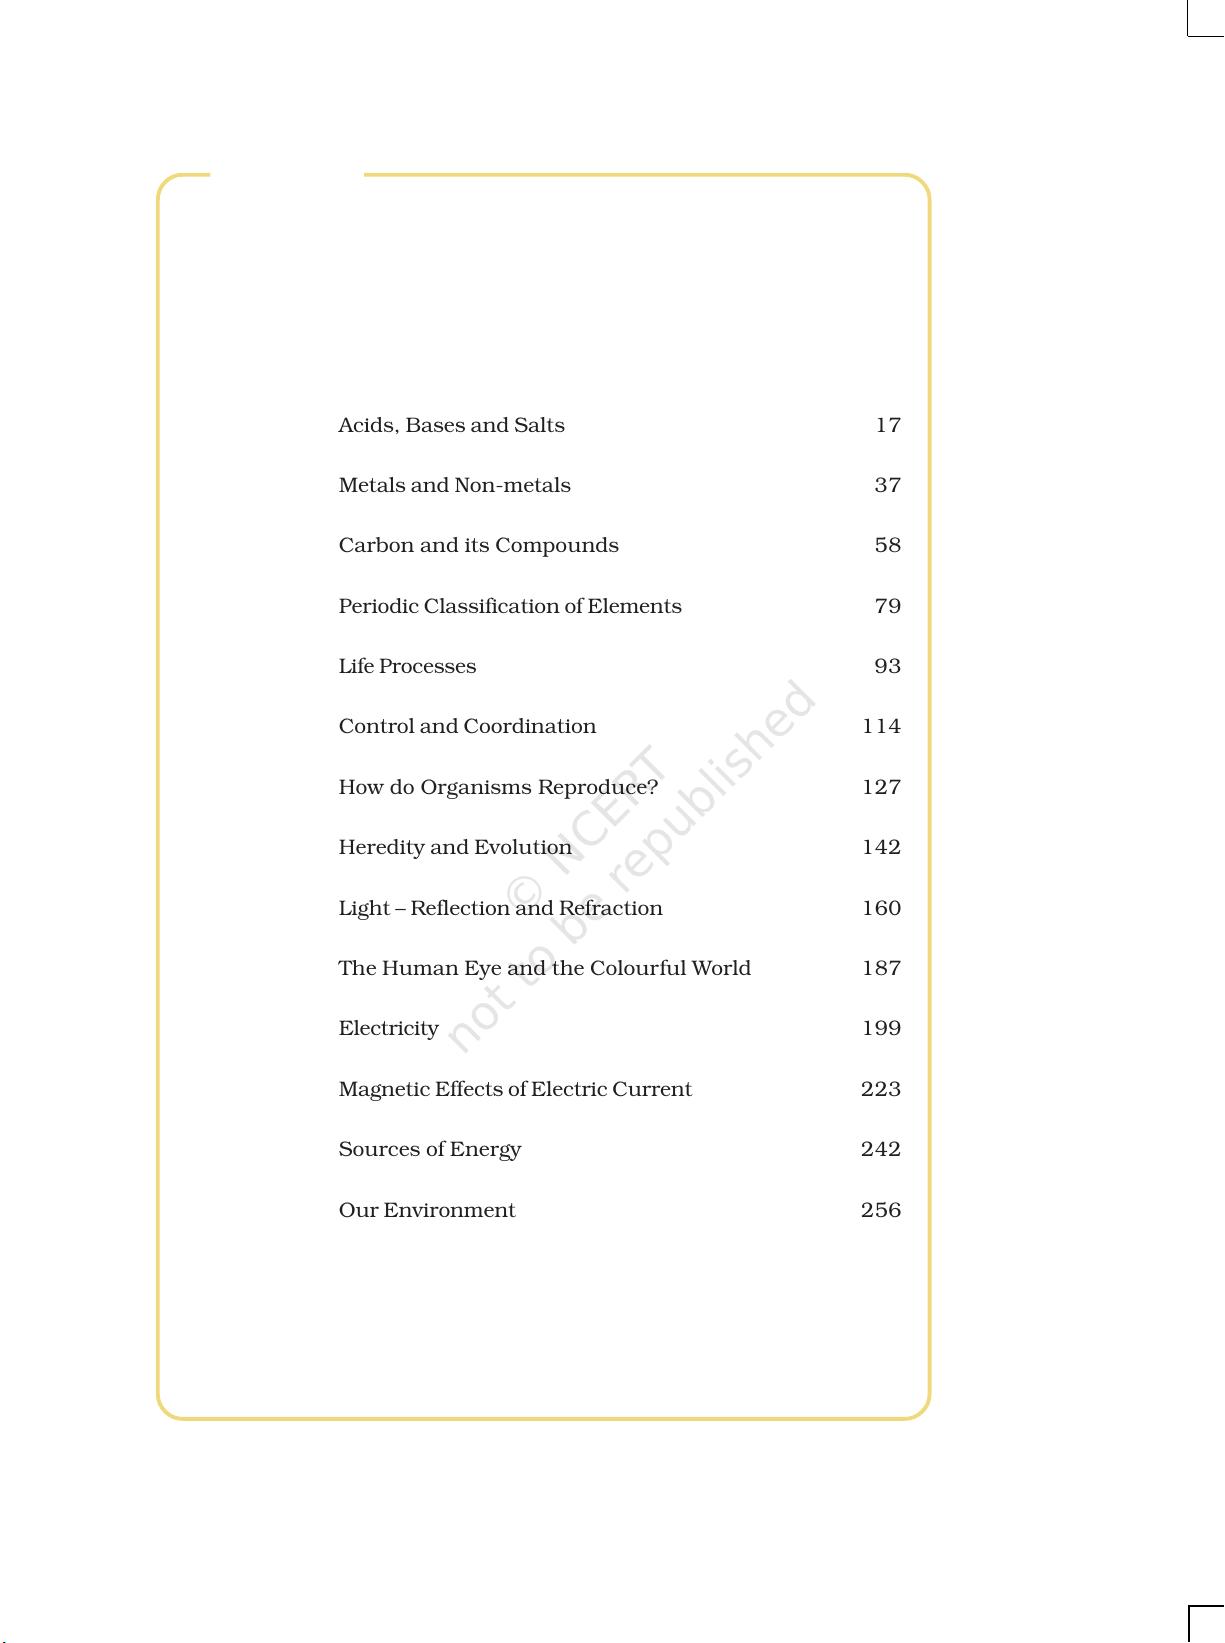 Acids, Bases and Salts 17
Metals and Non-metals 37
Carbon and its Compounds 58
Periodic Classification of Elements 79
Life Processes 93
Control and Coordination 114
How do Organisms Reproduce? 127
Heredity and Evolution 142
Light – Reflection and Refraction 160
The Human Eye and the Colourful World 187
Electricity 199
Magnetic Effects of Electric Current 223
Sources of Energy 242
Our Environment 256
© NCERT
not to be republished